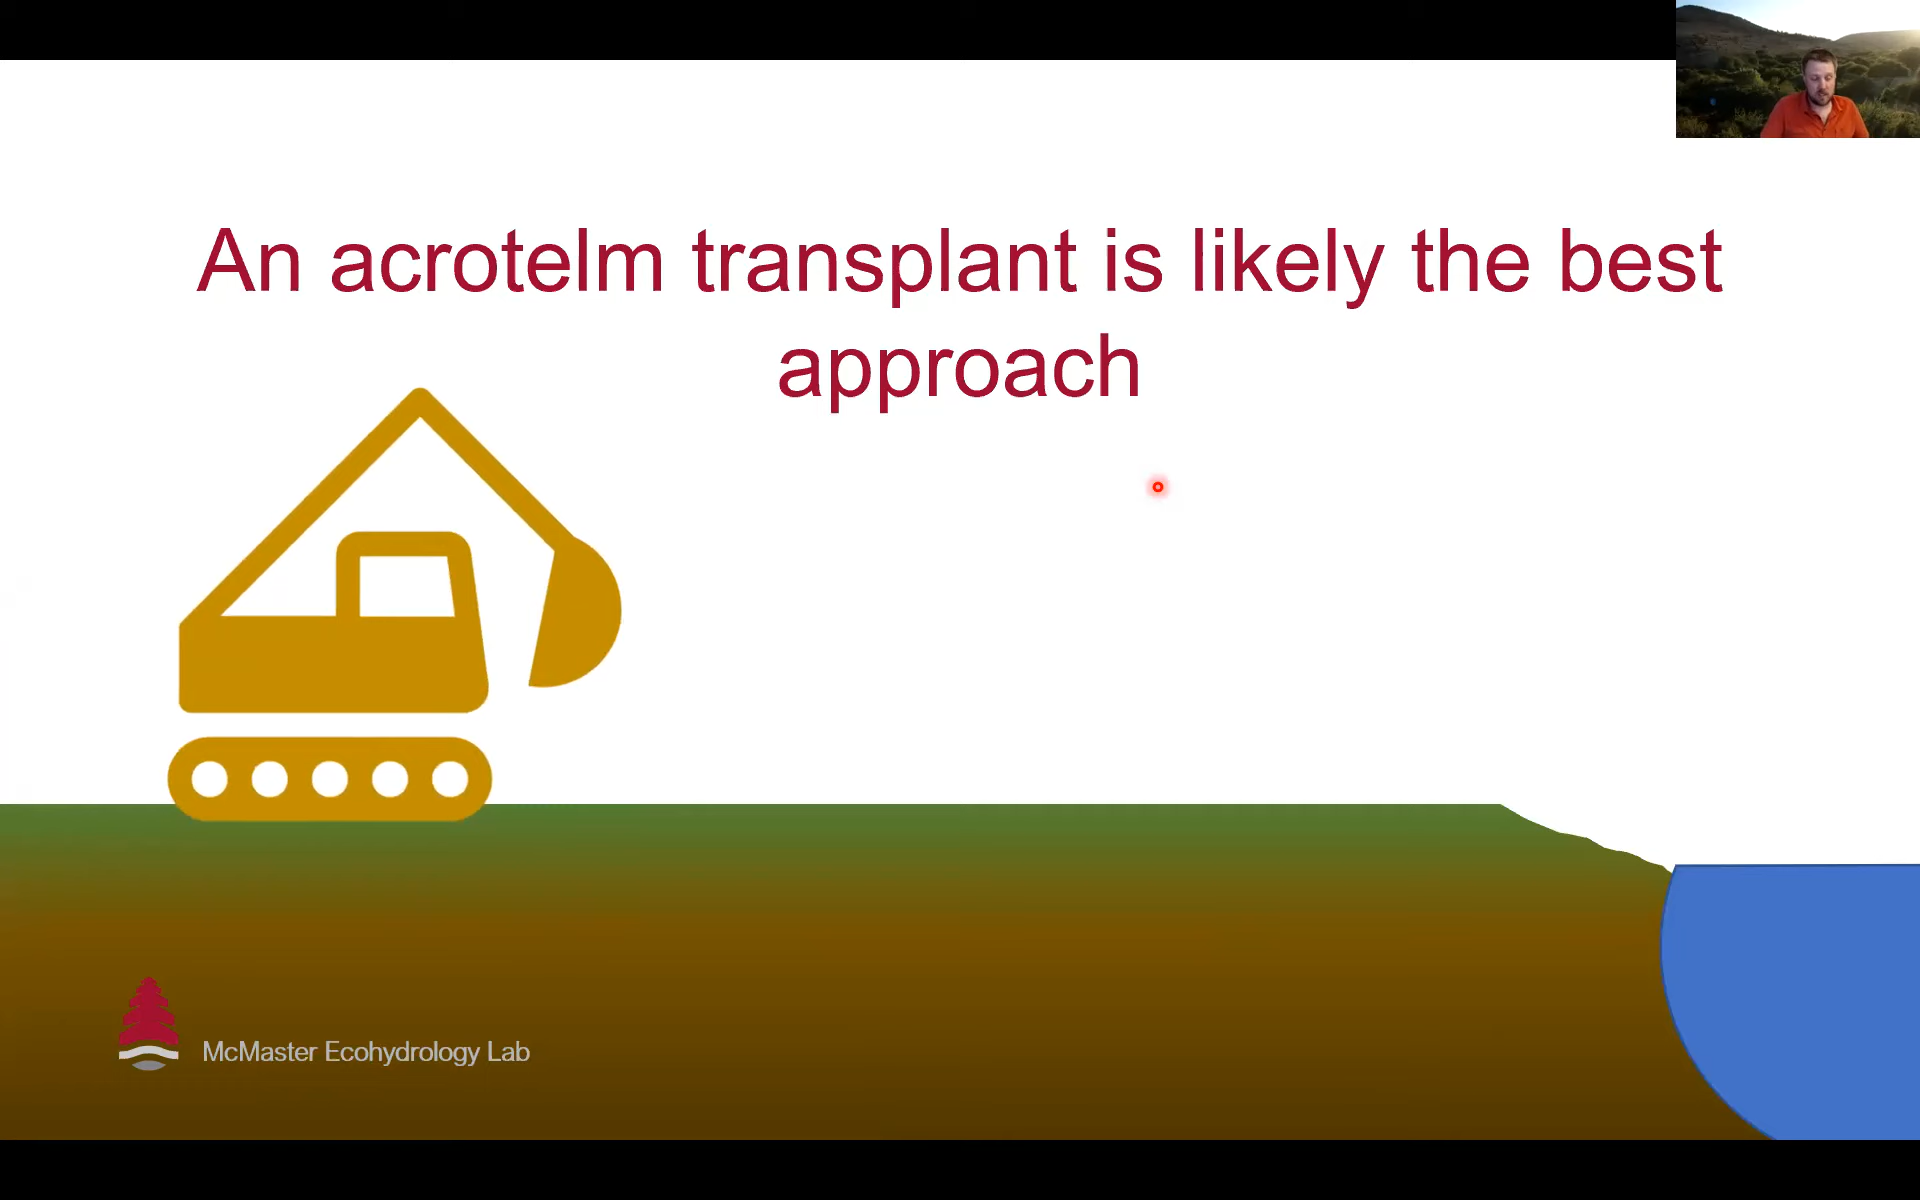 An acrotelm transplant is likely the best
approach
McMaster Ecohydrology Lab